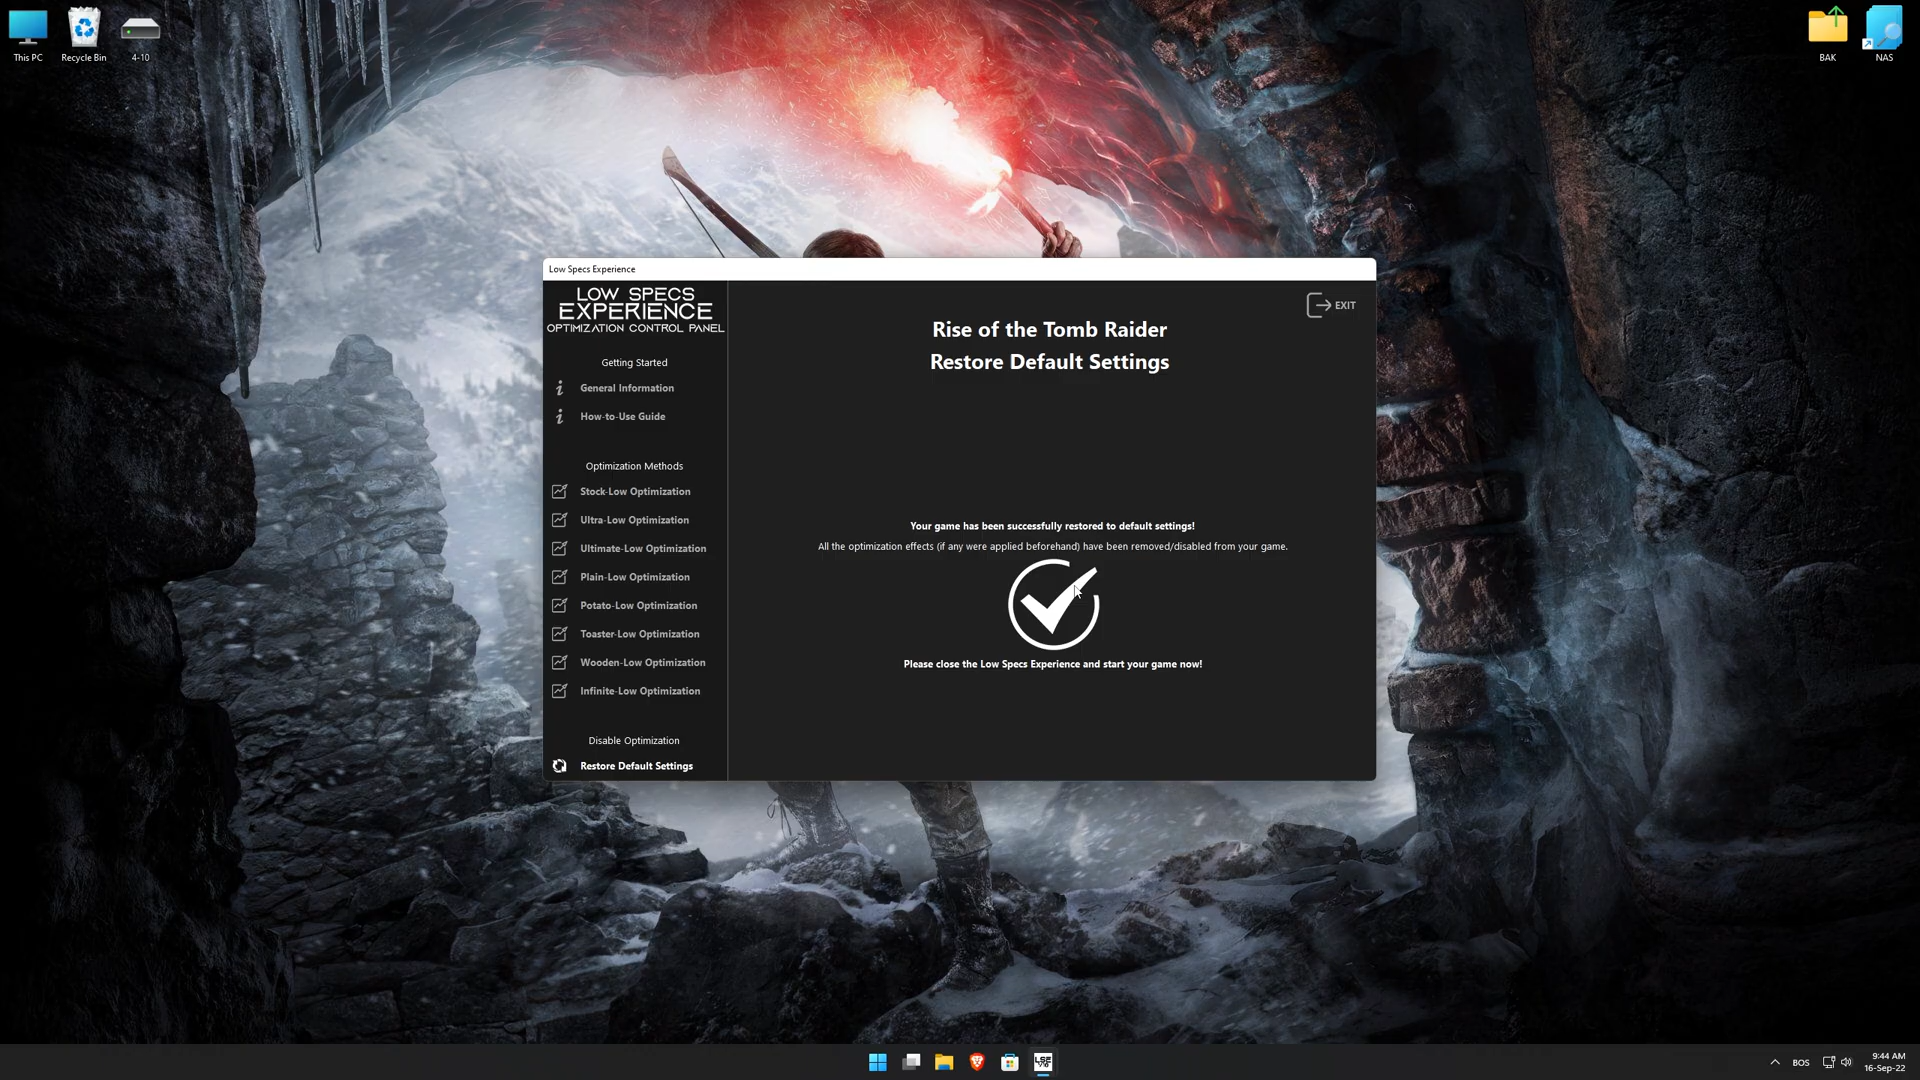 This PC
Recycle Bin
4-10
BAK
NAS
Low Specs Experience
LOW SPECS
EXPERIENCE
OPTIMIZATION CONTROL PANEL
Getting Started
General Information
How-to-Use Guide
Optimization Methods
Stock-Low Optimization
Ultra-Low Optimization
Ultimate-Low Optimization
Plain-Low Optimization
Potato-Low Optimization
Toaster-Low Optimization
Wooden-Low Optimization
Infinite-Low Optimization
Disable Optimization
Restore Default Settings
EXIT
Rise of the Tomb Raider
Restore Default Settings
Your game has been successfully restored to default settings!
All the optimization effects (if any were applied beforehand) have been removed/disabled from your game.
Please close the Low Specs Experience and start your game now!
LSE
BOS
9:44 AM
16-Sep-22